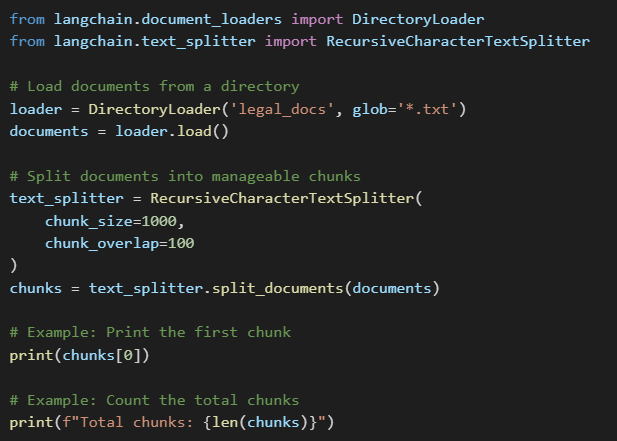 from langchain.document_loaders import DirectoryLoader
from langchain.text_splitter import RecursiveCharacterTextSplitter

# Load documents from a directory
loader = DirectoryLoader('legal_docs', glob='*.txt')
documents = loader.load()

# Split documents into manageable chunks
text_splitter = RecursiveCharacterTextSplitter(
    chunk_size=1000,
    chunk_overlap=100
)
chunks = text_splitter.split_documents(documents)

# Example: Print the first chunk
print(chunks[0])

# Example: Count the total chunks
print(f"Total chunks: {len(chunks)}")